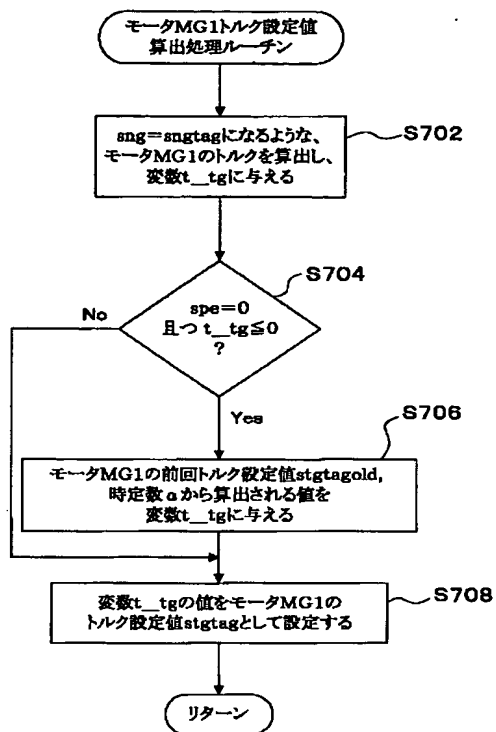 モータMG1トルク設定値
算出処理ルーチン
sng=sngtagになるような、
モータMG1のトルクを算出し、
変数t__tgに与える
S702
S704
spe=0
且つ t__tg≦0
?
No
Yes
S706
モータMG1の前回トルク設定値stgtagold,
時定数αから算出される値を
変数t__tgに与える
変数t__tgの値をモータMG1の
トルク設定値stgtagとして設定する
S708
リターン